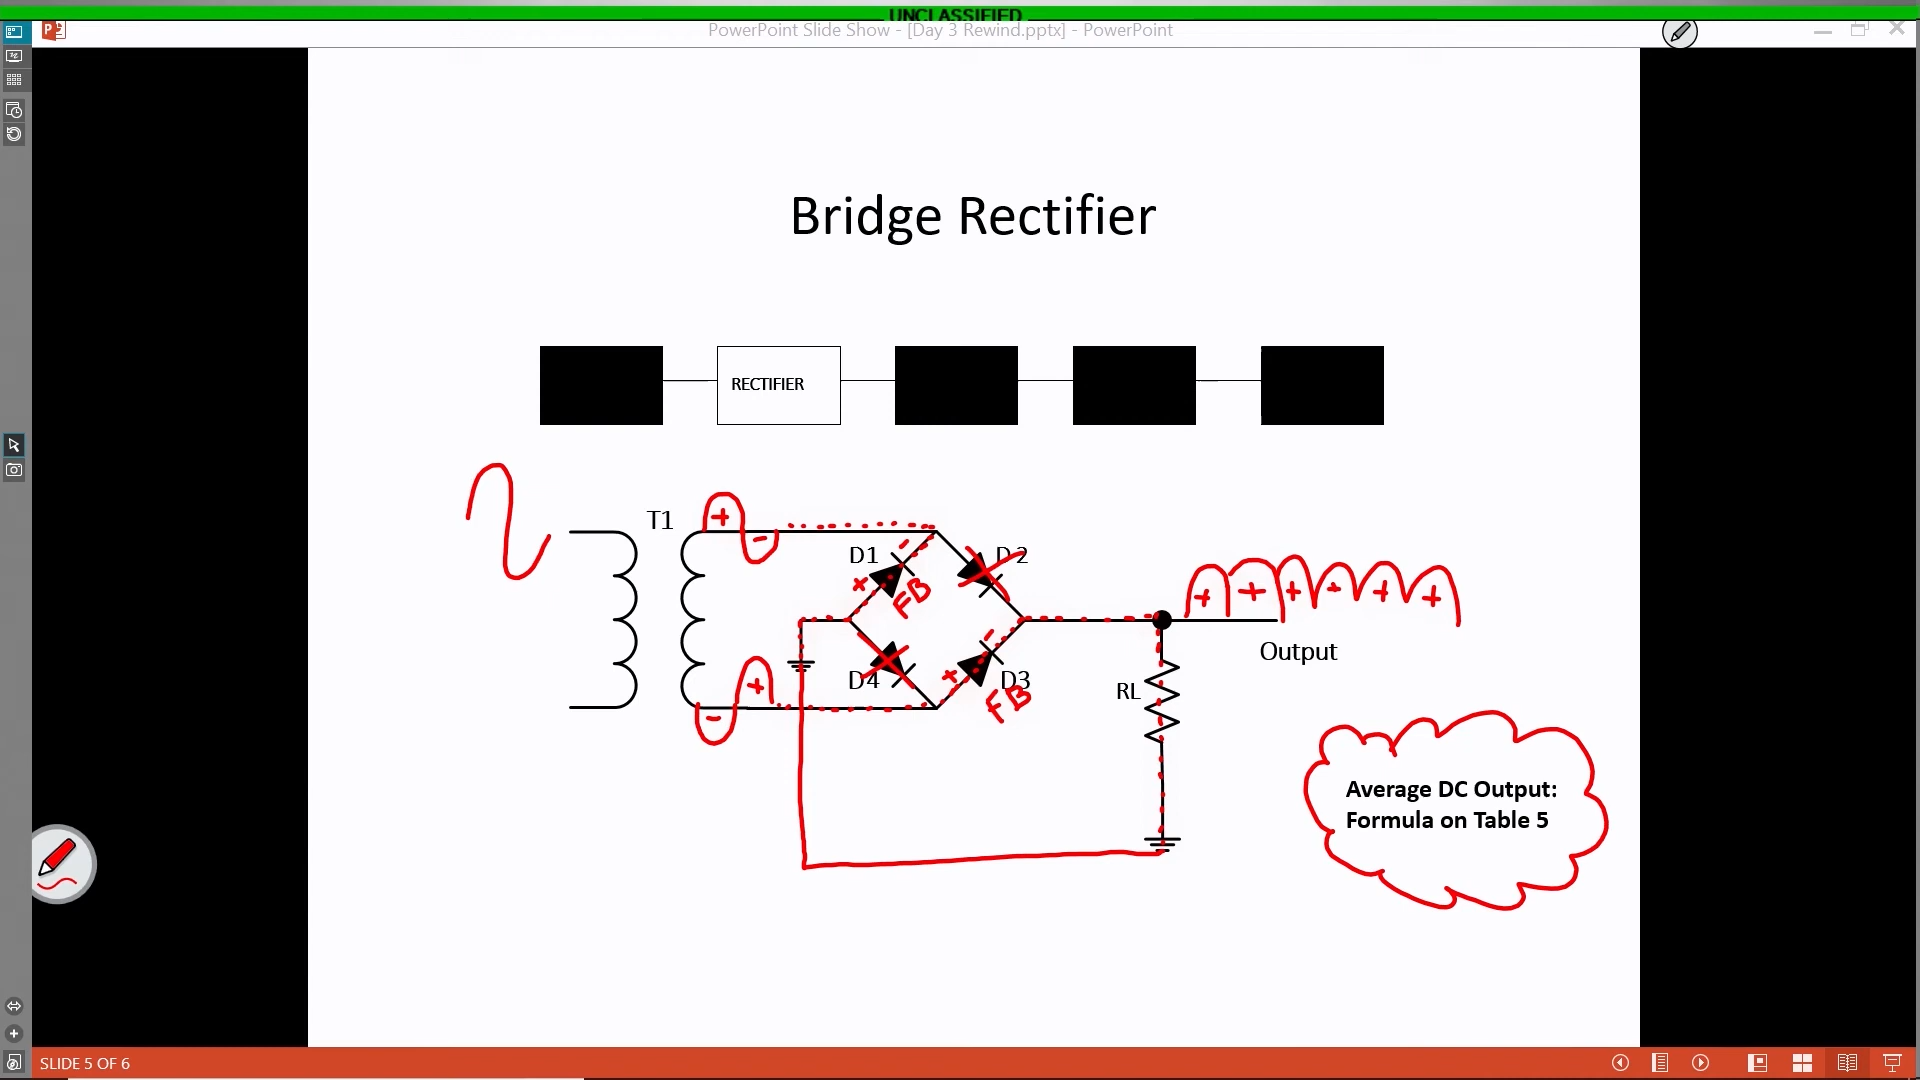 UNCLASSIFIED
PowerPoint Slide Show - [Day 3 Rewind.pptx] - PowerPoint
Bridge Rectifier
RECTIFIER
T1
+
-
D1
D2
-
+
FB
+ + + + + +
Output
-
+
D4
+
D3
FB
RL
-
Average DC Output:
Formula on Table 5
SLIDE 5 OF 6